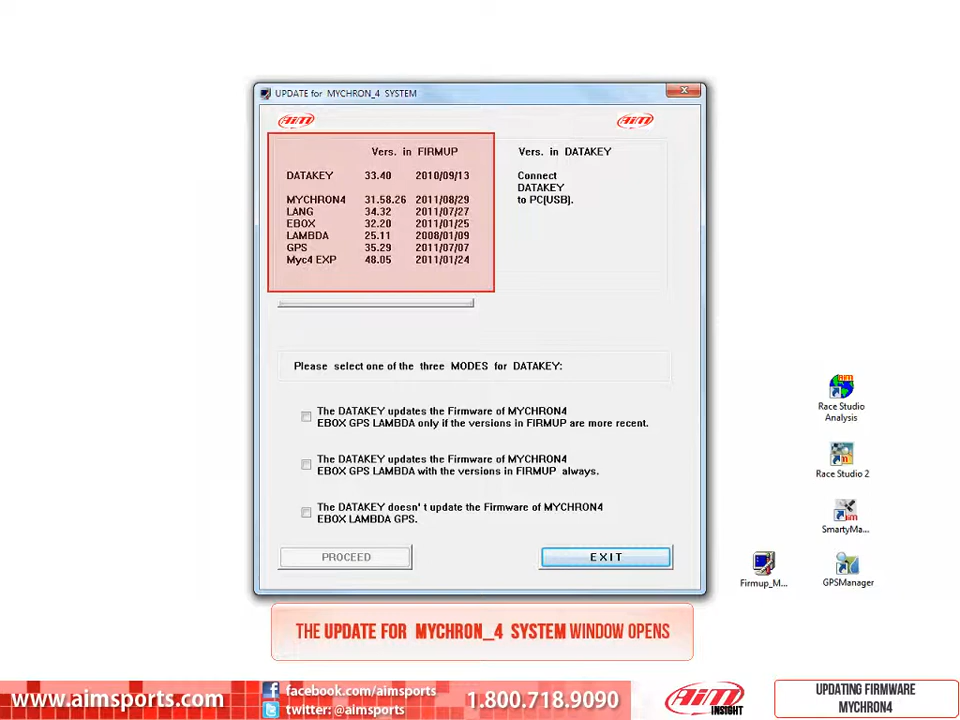 UPDATE for MYCHRON_4 SYSTEM
AiM
AiM
Vers. in FIRMUP
DATAKEY 33.40 2010/09/13
MYCHRON4 31.58.26 2011/08/29
LANG 34.32 2011/07/27
EBOX 32.20 2011/01/25
LAMBDA 25.11 2008/01/09
GPS 35.29 2011/07/07
Myc4 EXP 48.05 2011/01/24
Vers. in DATAKEY
Connect
DATAKEY
to PC(USB).
Please select one of the three MODES for DATAKEY:
The DATAKEY updates the Firmware of MYCHRON4
EBOX GPS LAMBDA only if the versions in FIRMUP are more recent.
The DATAKEY updates the Firmware of MYCHRON4
EBOX GPS LAMBDA with the versions in FIRMUP always.
The DATAKEY doesn't update the Firmware of MYCHRON4
EBOX LAMBDA GPS.
PROCEED
EXIT
Race Studio
Analysis
Race Studio 2
SmartyMa...
Firmup_M...
GPSManager
THE UPDATE FOR MYCHRON_4 SYSTEM WINDOW OPENS
www.aimsports.com
facebook.com/aimsports
twitter: @aimsports
1.800.718.9090
AiM
INSIGHT
UPDATING FIRMWARE
MYCHRON4